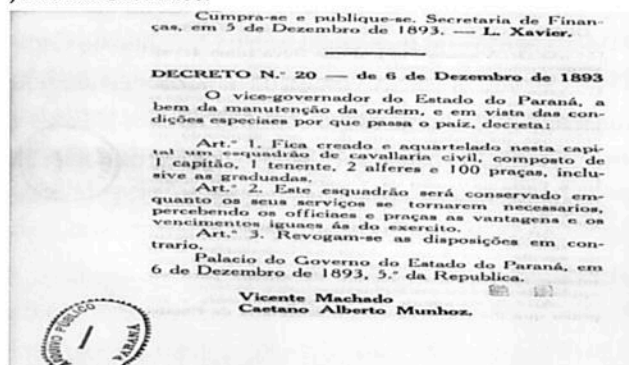 Cumpra-se e publique-se. Secretaria de Finan-
ças em 5 de Dezembro de 1893. — L. Xavier.
DECRETO N.º 20 — de 6 de Dezembro de 1893
O vice-governador do Estado do Paraná, a
bem da manutenção da ordem, e em vista das con-
dições especiaes por que passa o paiz, decreta:
Art.º 1. Fica creado e aquartelado nesta capi-
tal um esquadrão de cavallaria civil, composto de
1 capitão, 1 tenente, 2 alferes e 100 praças, inclu-
sive as graduadas.
Art.º 2. Este esquadrão será conservado em-
quanto os seus serviços se tornarem necessarios,
percebendo os officiaes e praças as vantagens e os
vencimentos iguaes ás do exercito.
Art.º 3. Revogam-se as disposições em con-
trario.
Palacio do Governo do Estado do Paraná, em
6 de Dezembro de 1893, 5.º da Republica.
Vicente Machado
Caetano Alberto Munhoz.
PUBLICO
PARANÁ